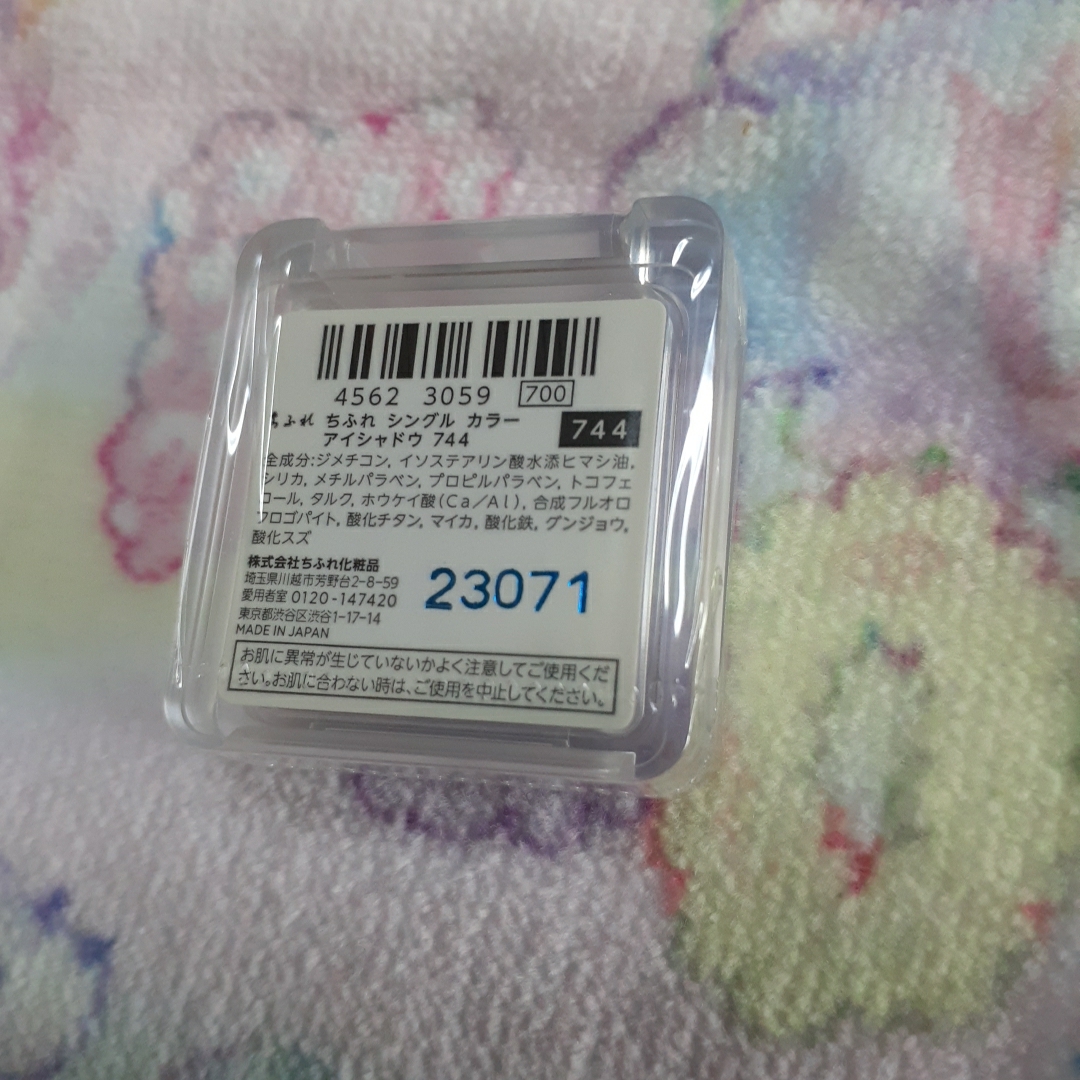 4562 3059 700
ちふれ ちふれ シングル カラー
アイシャドウ 744
744
全成分:ジメチコン, イソステアリン酸水添ヒマシ油,
シリカ, メチルパラベン, プロピルパラベン, トコフェ
ロール, タルク, ホウケイ酸(Ca/Al), 合成フルオロ
フロゴパイト, 酸化チタン, マイカ, 酸化鉄, グンジョウ,
酸化スズ
株式会社ちふれ化粧品
埼玉県川越市芳野台2-8-59
愛用者室 0120-147420
東京都渋谷区渋谷1-17-14
MADE IN JAPAN
23071
お肌に異常が生じていないかよく注意してご使用くだ
さい。お肌に合わない時は、ご使用を中止してください。